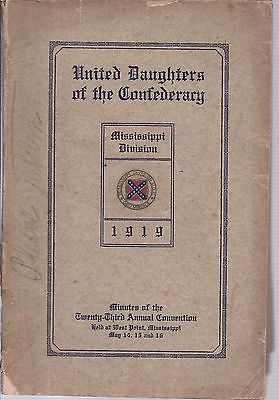 United Daughters
of the Confederacy
Mississippi
Division
1919
Minutes of the
Twenty-Third Annual Convention
Held at West Point, Mississippi
May 14, 15 and 16